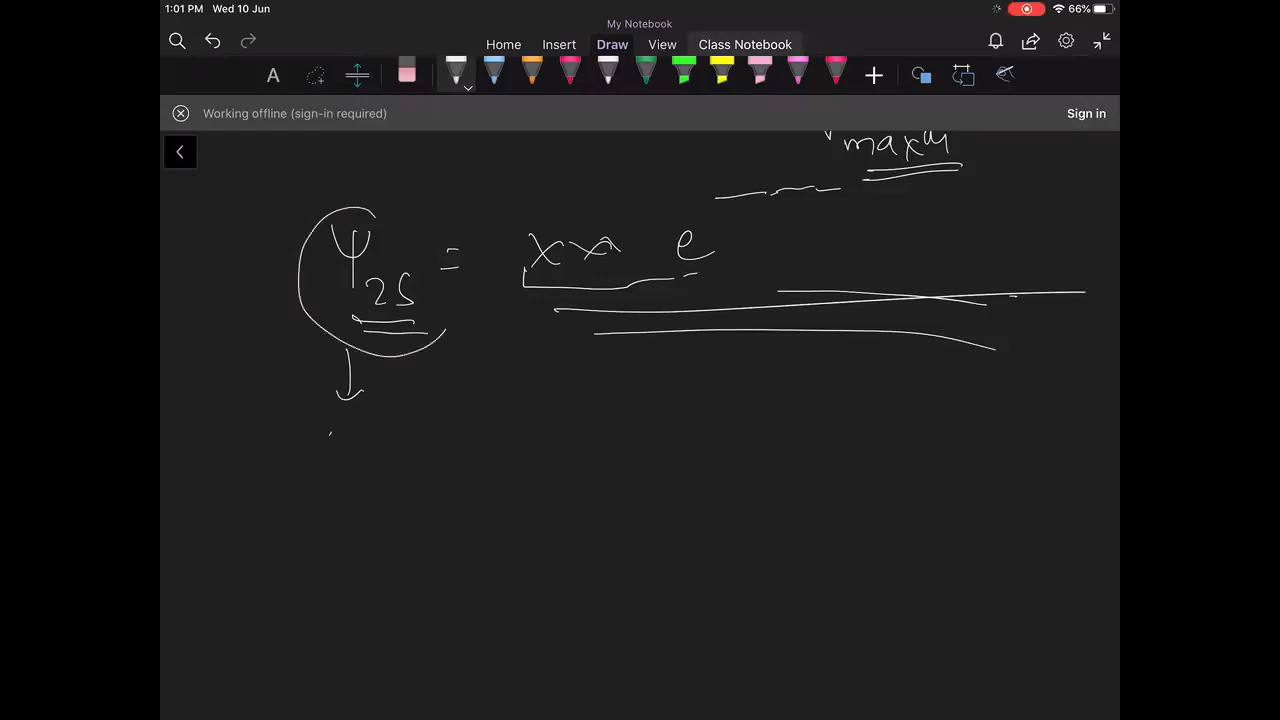 1:01 PM Wed 10 Jun
66%
My Notebook
Home Insert Draw View Class Notebook
A
Working offline (sign-in required)
Sign in
ψ2S = xxx e